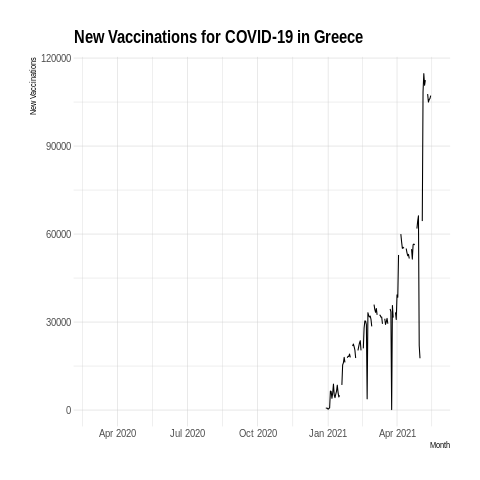 New Vaccinations for COVID-19 in Greece
New Vaccinations
120000
90000
60000
30000
0
Apr 2020 Jul 2020 Oct 2020 Jan 2021 Apr 2021
Month